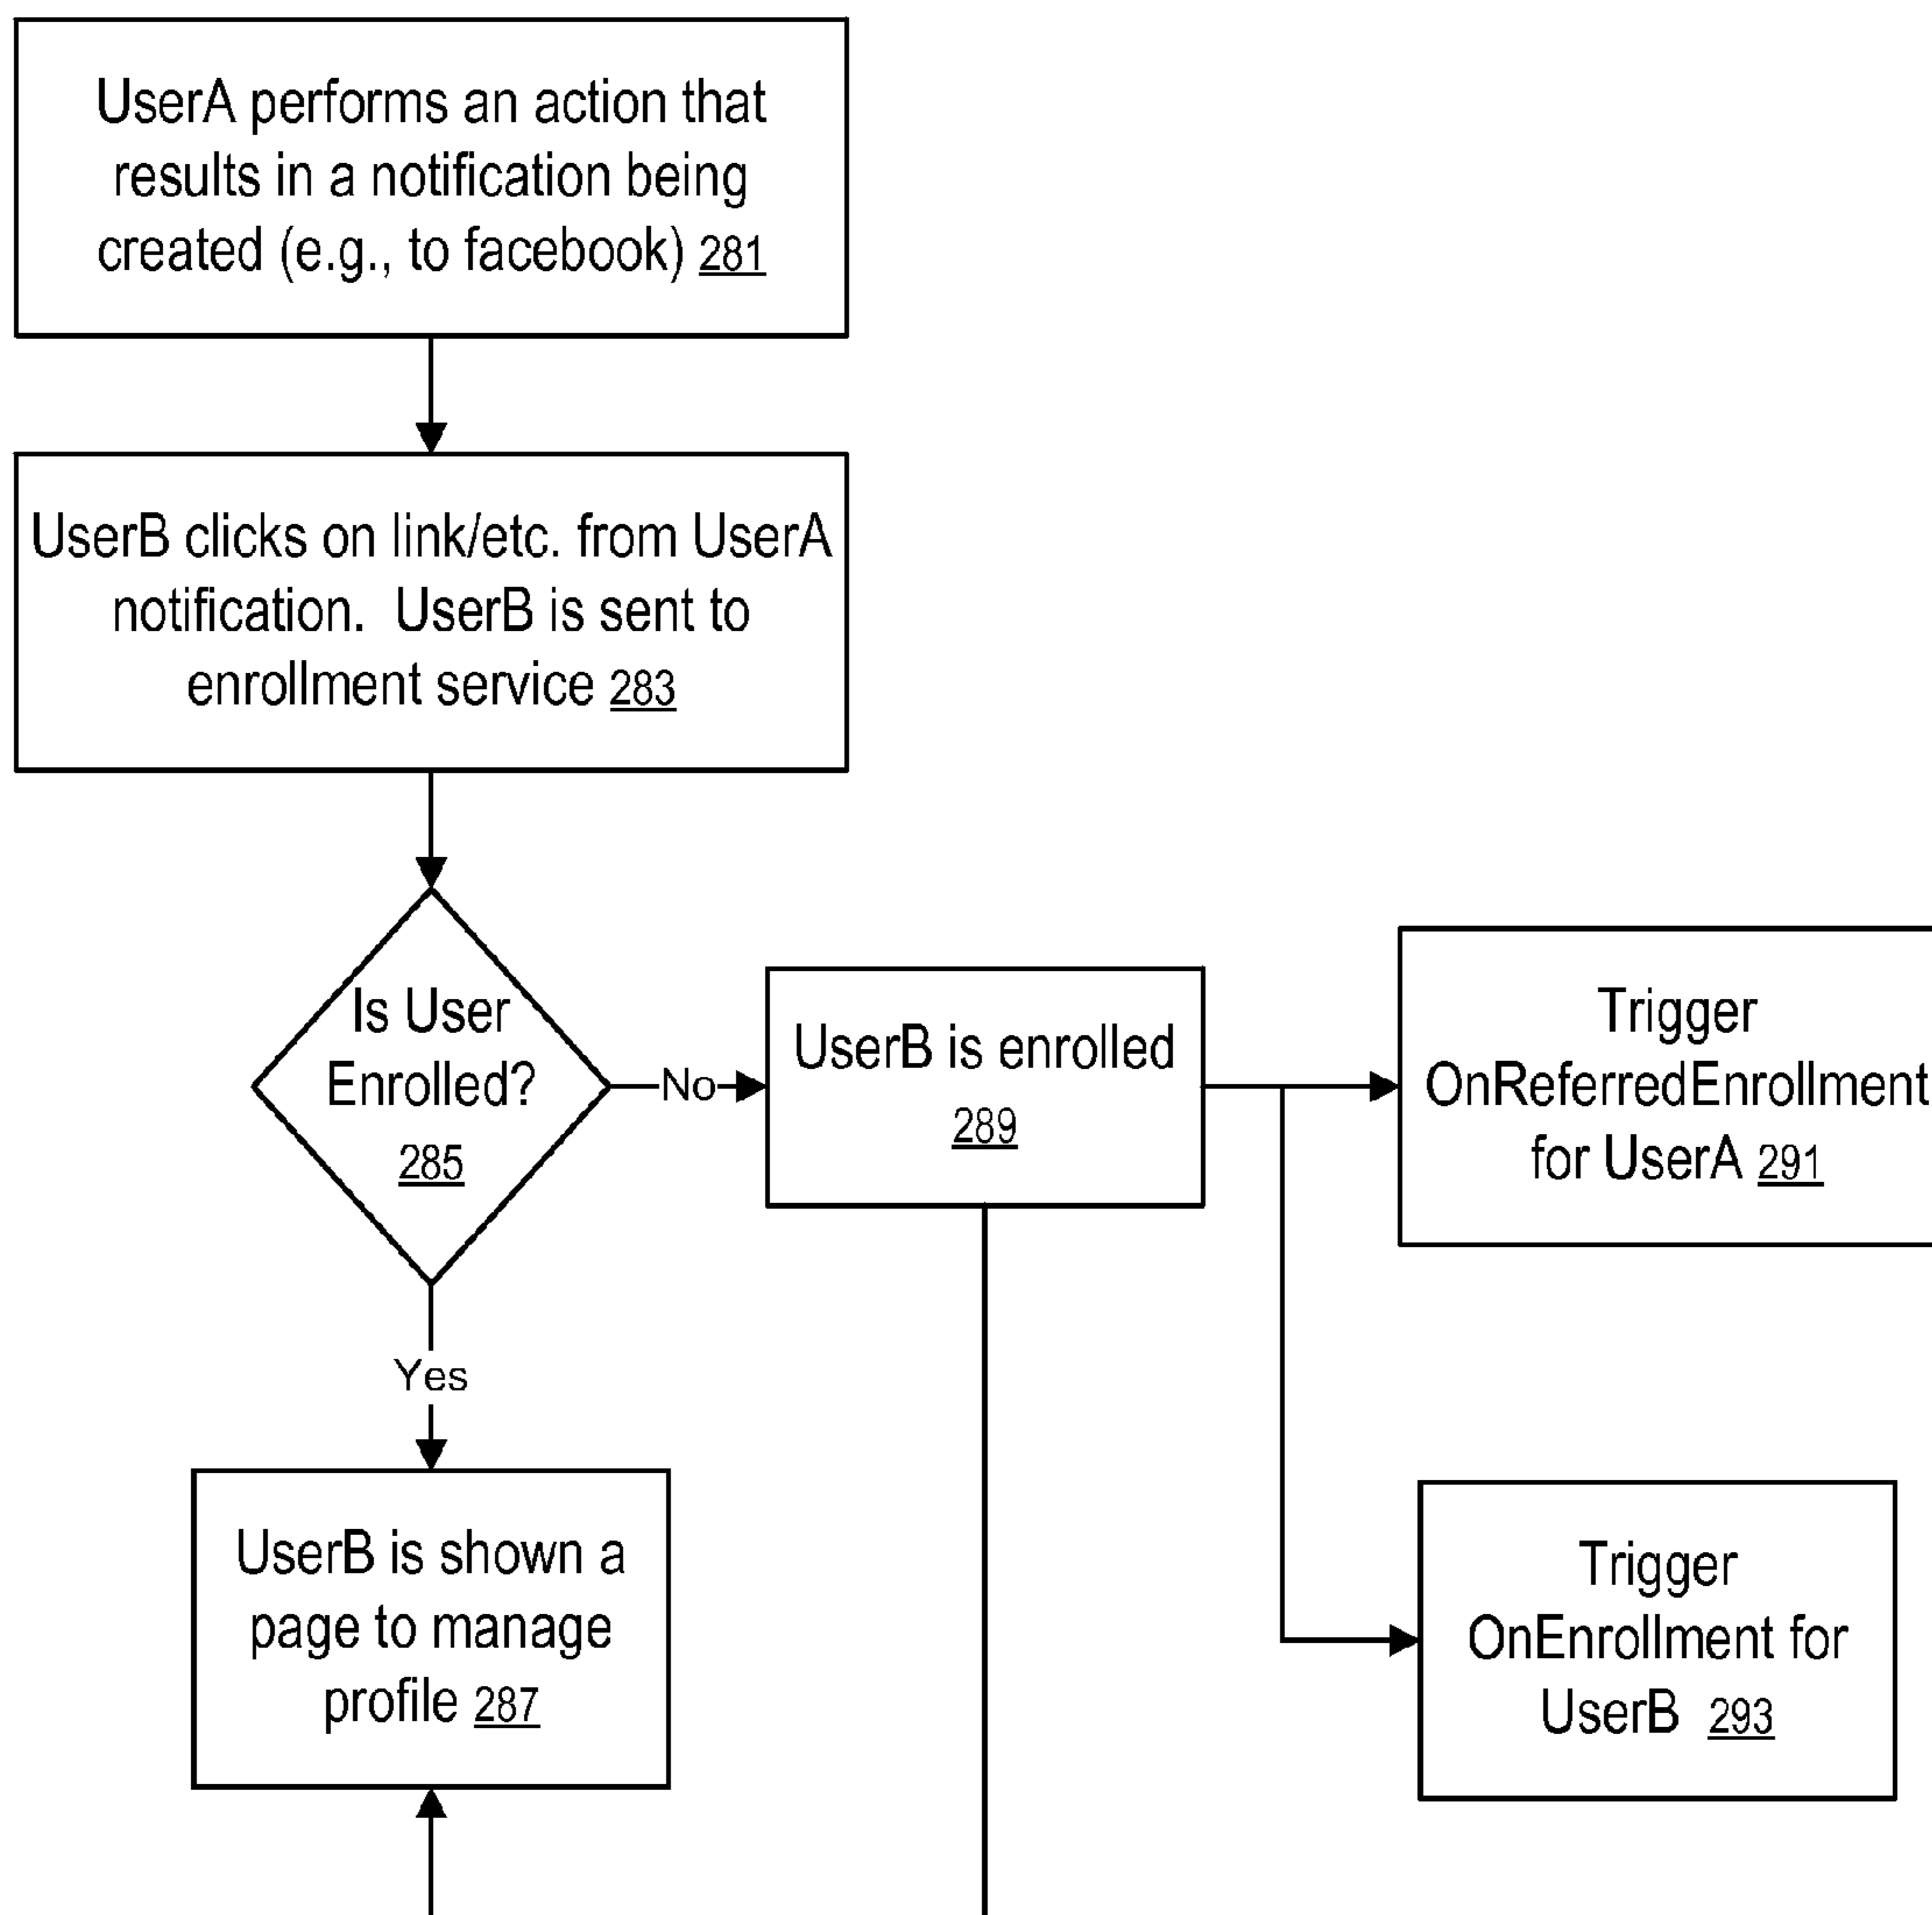 UserA performs an action that
results in a notification being
created (e.g., to facebook) 281
UserB clicks on link/etc. from UserA
notification.  UserB is sent to
enrollment service 283
Is User
Enrolled?
285
No
UserB is enrolled
289
Trigger
OnReferredEnrollment
for UserA 291
Yes
UserB is shown a
page to manage
profile 287
Trigger
OnEnrollment for
UserB  293